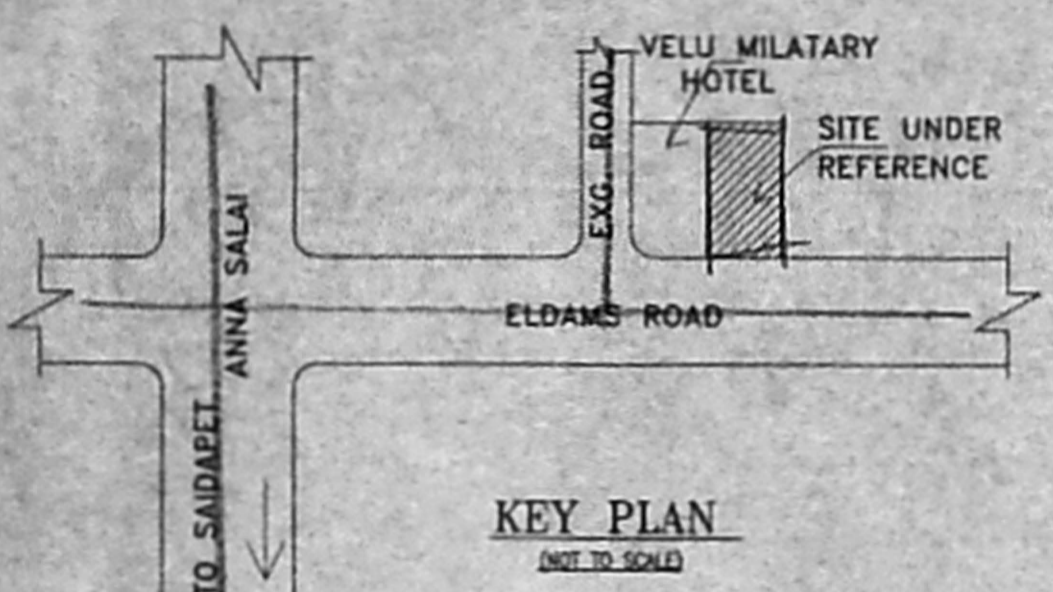 VELU MILATARY
HOTEL
EXG. ROAD
SITE UNDER
REFERENCE
ANNA SALAI
ELDAMS ROAD
TO SAIDAPET
KEY PLAN
(NOT TO SCALE)